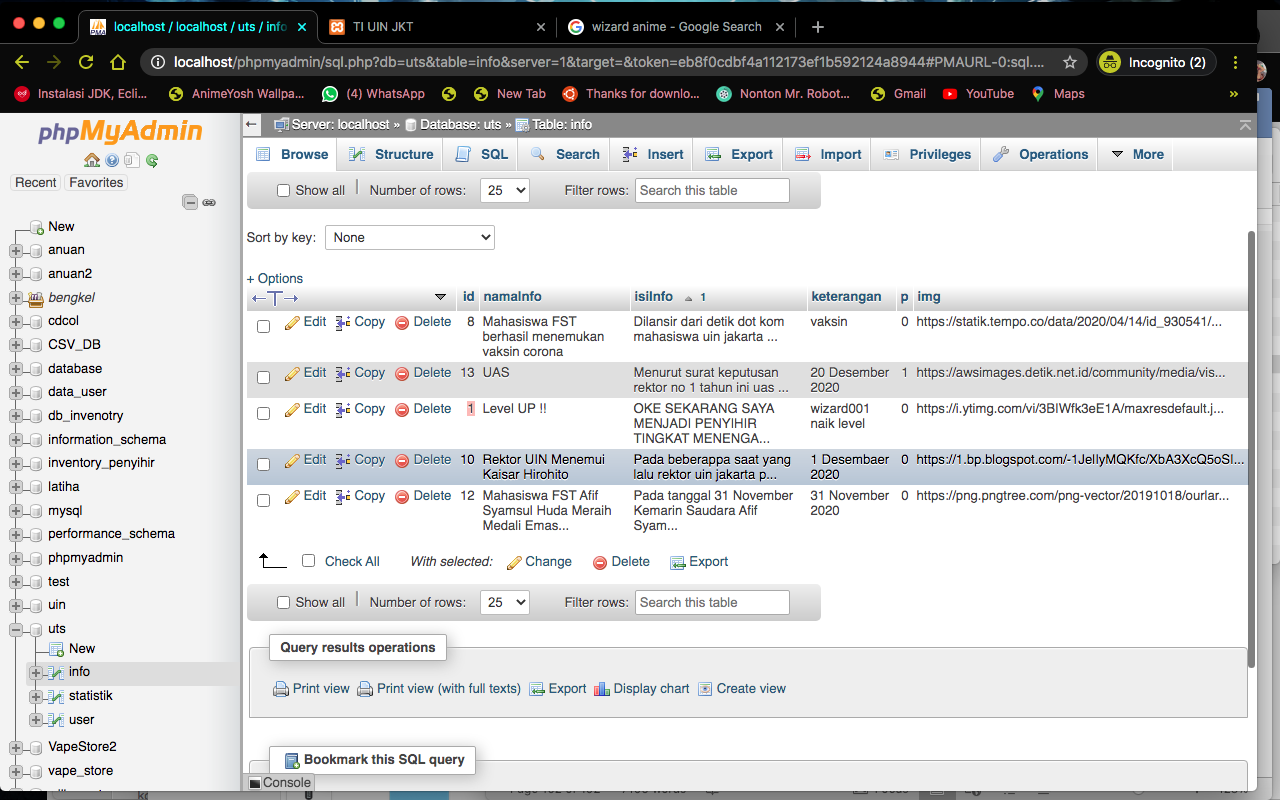 localhost / localhost / uts / info
TI UIN JKT
wizard anime - Google Search
localhost/phpmyadmin/sql.php?db=uts&table=info&server=1&target=&token=eb8f0cdbf4a112173ef1b592124a8944#PMAURL-0:sql....
Incognito (2)
Instalasi JDK, Ecli...
AnimeYosh Wallpa...
(4) WhatsApp
New Tab
Thanks for downlo...
Nonton Mr. Robot...
Gmail
YouTube
Maps
»
phpMyAdmin
Recent
Favorites
New
anuan
anuan2
bengkel
cdcol
CSV_DB
database
data_user
db_invenotry
information_schema
inventory_penyihir
latiha
mysql
performance_schema
phpmyadmin
test
uin
uts
New
info
statistik
user
VapeStore2
vape_store
Server: localhost » Database: uts » Table: info
Browse
Structure
SQL
Search
Insert
Export
Import
Privileges
Operations
More
Show all
Number of rows:
25
Filter rows:
Search this table
Sort by key:
None
+ Options
id namaInfo isiInfo 1 keterangan p img
Edit Copy Delete 8 Mahasiswa FST Dilansir dari detik dot kom vaksin 0 https://statik.tempo.co/data/2020/04/14/id_930541/...
berhasil menemukan mahasiswa uin jakarta ...
vaksin corona
Edit Copy Delete 13 UAS Menurut surat keputusan 20 Desember 1 https://awsimages.detik.net.id/community/media/vis...
rektor no 1 tahun ini uas ... 2020
Edit Copy Delete 1 Level UP !! OKE SEKARANG SAYA wizard001 0 https://i.ytimg.com/vi/3BIWfk3eE1A/maxresdefault.j...
MENJADI PENYIHIR naik level
TINGKAT MENENGA...
Edit Copy Delete 10 Rektor UIN Menemui Pada beberappa saat yang 1 Desembaer 0 https://1.bp.blogspot.com/-1JeIlyMQKfc/XbA3XcQ5oSI...
Kaisar Hirohito lalu rektor uin jakarta p... 2020
Edit Copy Delete 12 Mahasiswa FST Afif Pada tanggal 31 November 31 November 0 https://png.pngtree.com/png-vector/20191018/ourlar...
Syamsul Huda Meraih Kemarin Saudara Afif 2020
Medali Emas... Syam...
Check All
With selected:
Change
Delete
Export
Show all
Number of rows:
25
Filter rows:
Search this table
Query results operations
Print view
Print view (with full texts)
Export
Display chart
Create view
Bookmark this SQL query
Console